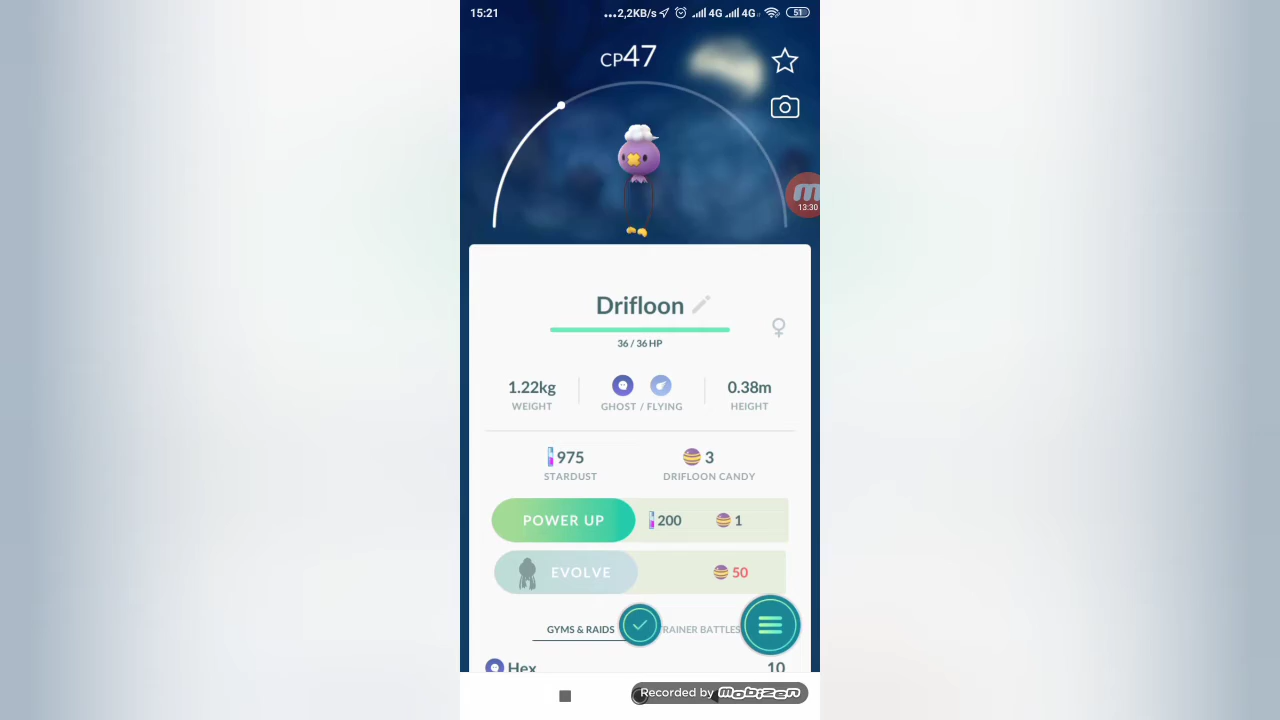 15:21 ...2,2KB/s 4G 4G 51
CP47
13:30
Drifloon
36 / 36 HP
1.22kg
WEIGHT
GHOST / FLYING
0.38m
HEIGHT
975
STARDUST
3
DRIFLOON CANDY
POWER UP 200 1
EVOLVE 50
GYMS & RAIDS TRAINER BATTLES
Hex 10
Recorded by mobizen